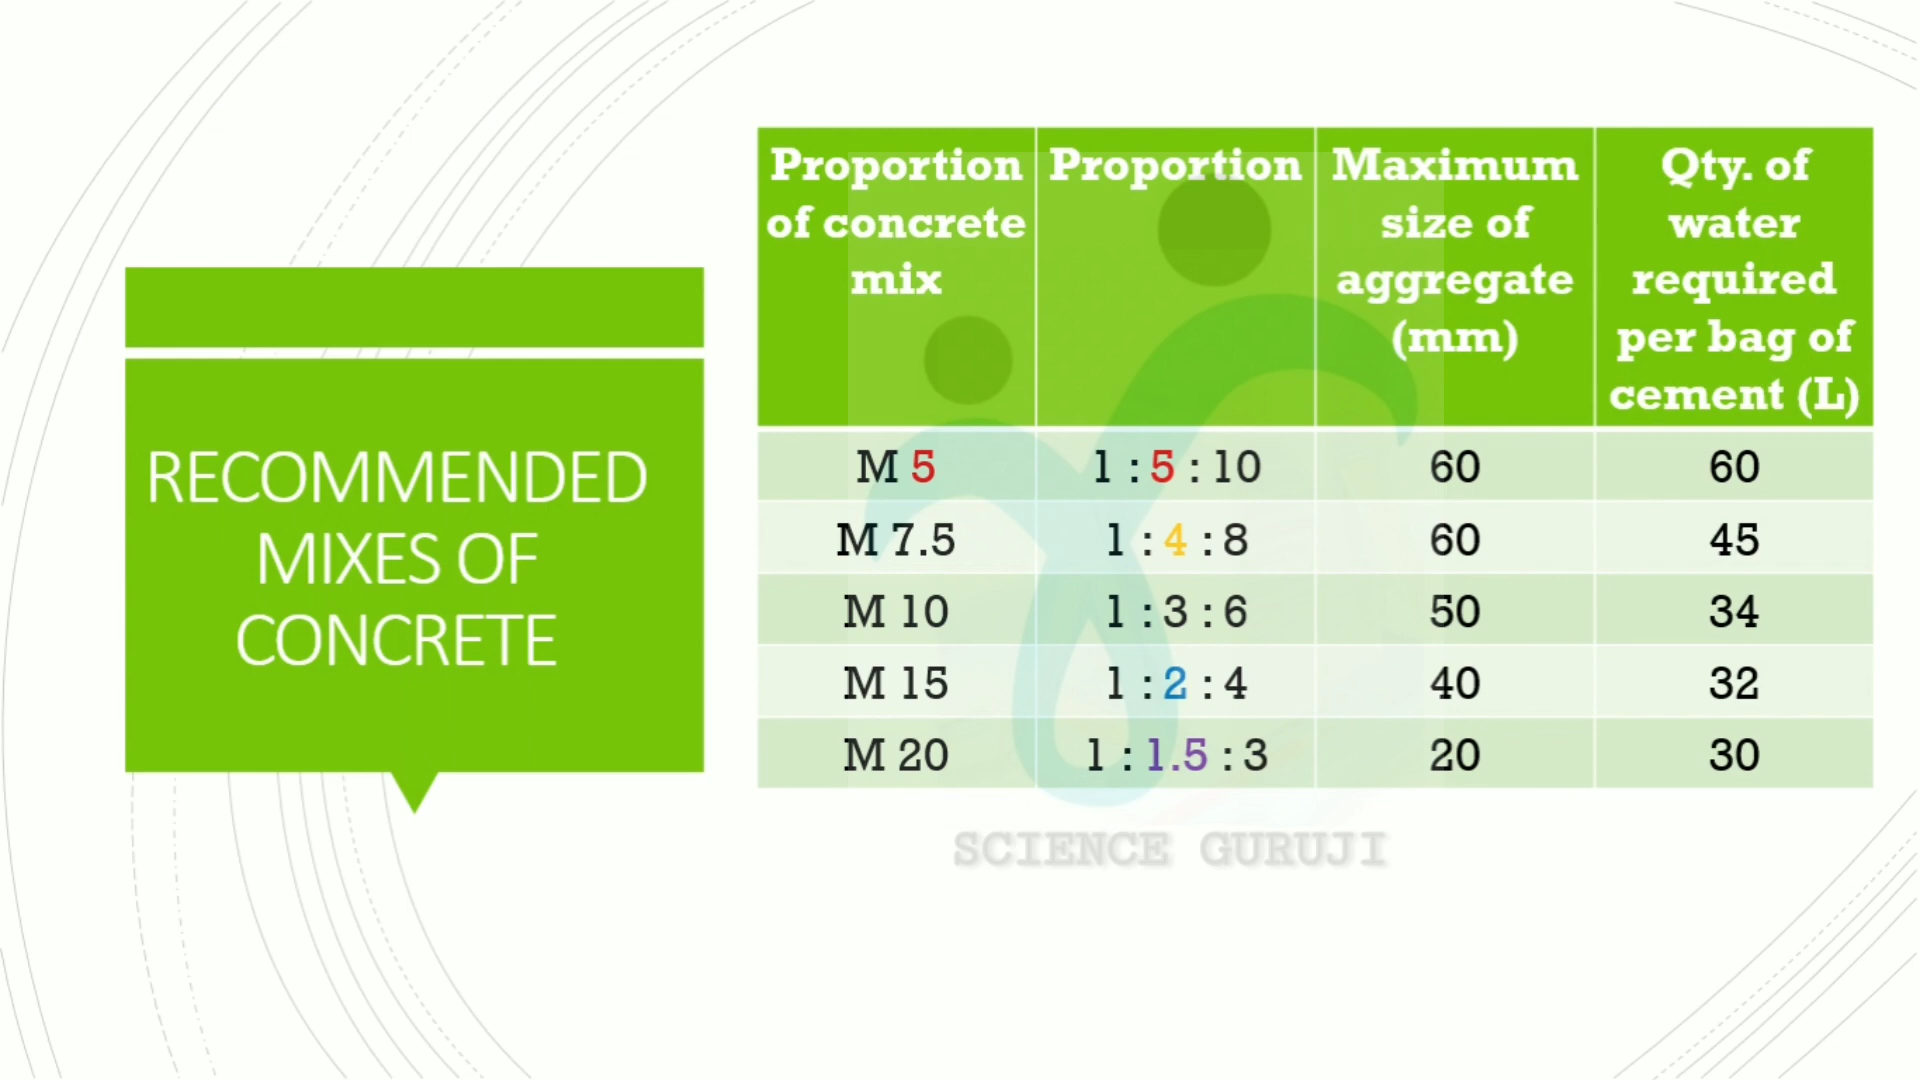 RECOMMENDED
MIXES OF
CONCRETE
Proportion of concrete mix Proportion Maximum size of aggregate (mm) Qty. of water required per bag of cement (L)
M 5 1 : 5 : 10 60 60
M 7.5 1 : 4 : 8 60 45
M 10 1 : 3 : 6 50 34
M 15 1 : 2 : 4 40 32
M 20 1 : 1.5 : 3 20 30
SCIENCE GURUJI